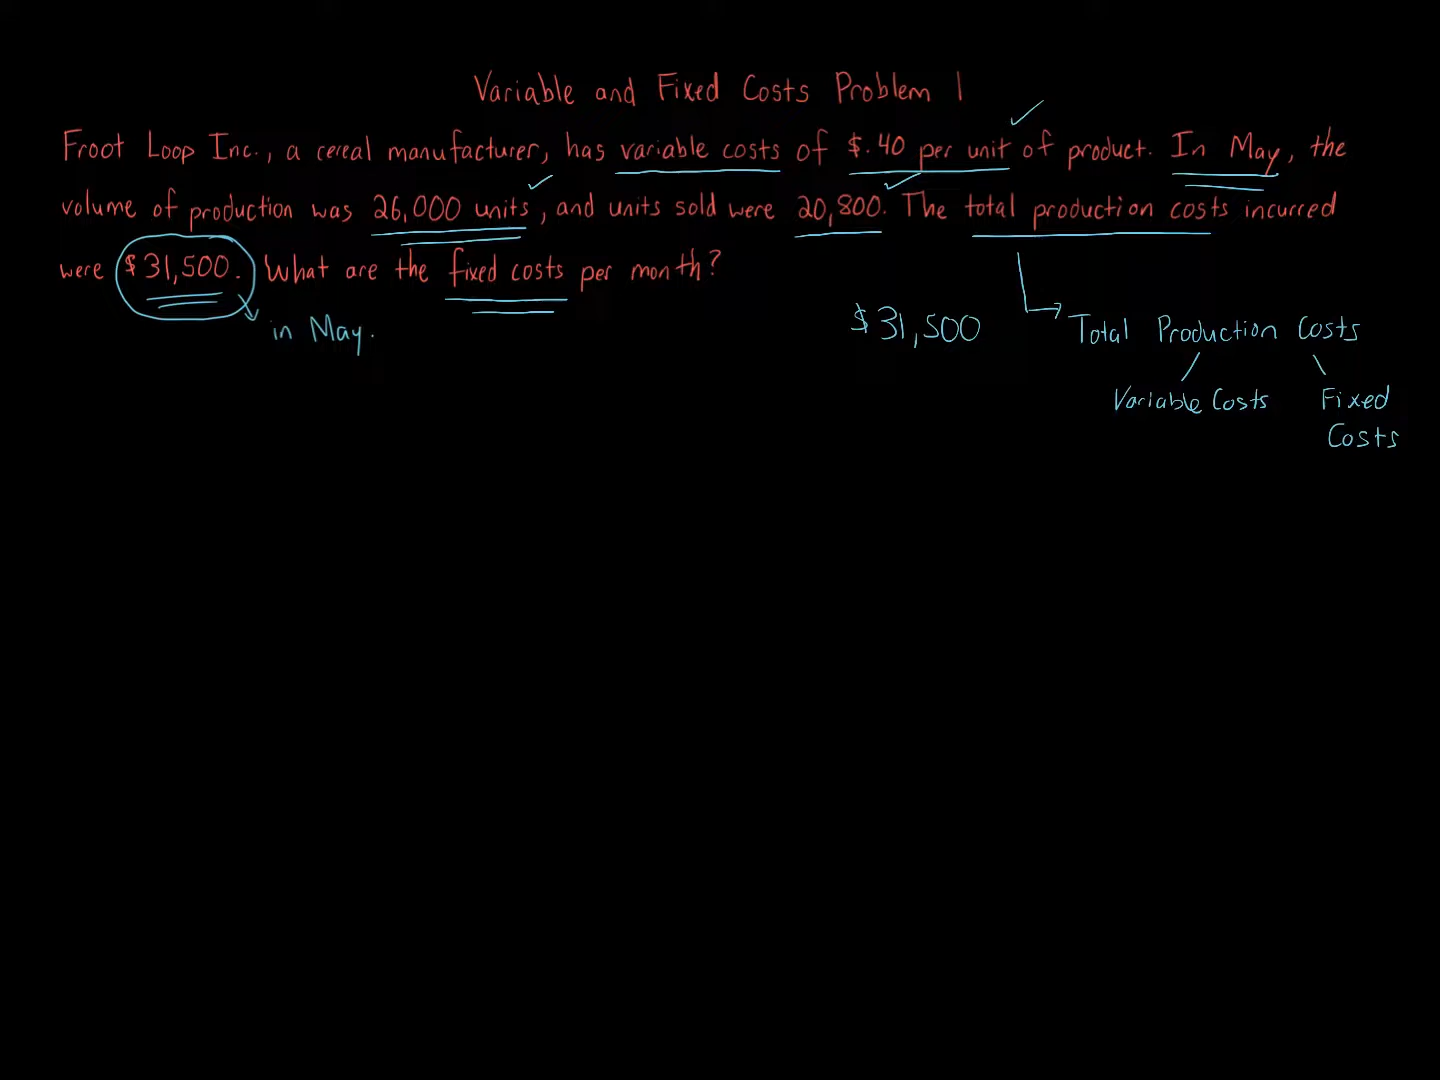 Variable and Fixed Costs Problem 1
Froot Loop Inc., a cereal manufacturer, has variable costs of $.40 per unit of product. In May, the
volume of production was 26,000 units, and units sold were 20,800. The total production costs incurred
were $31,500. What are the fixed costs per month?
in May.
$31,500
Total Production Costs
Variable Costs
Fixed
Costs